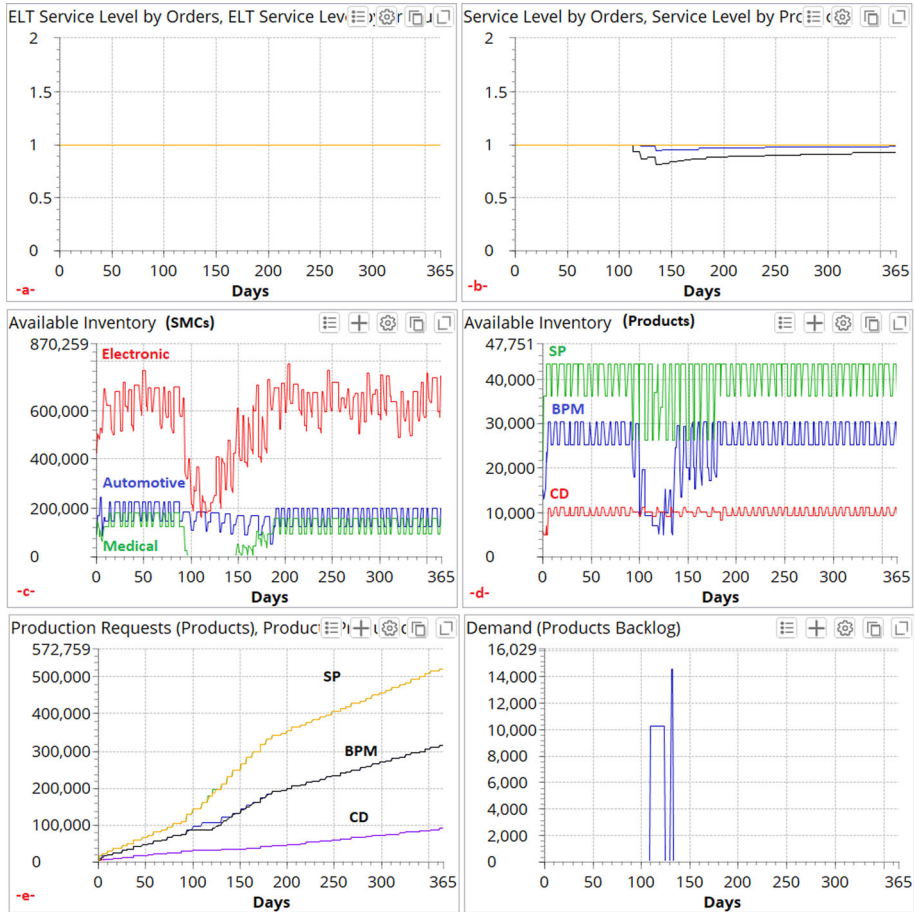 ELT Service Level by Orders, ELT Service Level
2
1.5
1
0.5
0
0 50 100 150 200 250 300 365
-a-
Days
Service Level by Orders, Service Level by
2
1.5
1
0.5
0
0 50 100 150 200 250 300 365
-b-
Days
Available Inventory (SMCs)
870,259
Electronic
600,000
400,000
Automotive
200,000
Medical
0
0 50 100 150 200 250 300 365
-c-
Days
Available Inventory (Products)
47,751
SP
40,000
BPM
30,000
20,000
CD
10,000
0
0 50 100 150 200 250 300 365
-d-
Days
Production Requests (Products),
572,759
SP
500,000
400,000
BPM
300,000
200,000
CD
100,000
0
0 50 100 150 200 250 300 365
-e-
Days
Demand (Products Backlog)
16,029
14,000
12,000
10,000
8,000
6,000
4,000
2,000
0
0 50 100 150 200 250 300 365
Days